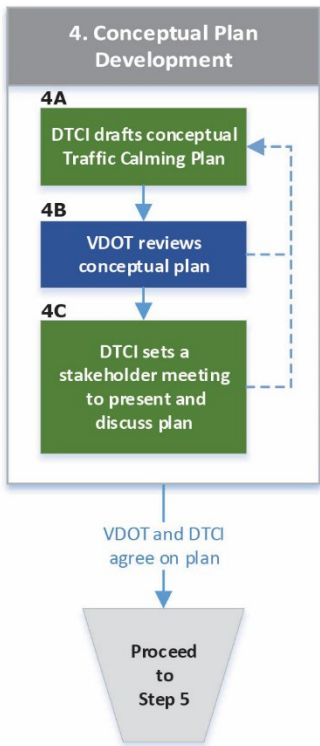 4. Conceptual Plan
Development
4A
DTCI drafts conceptual
Traffic Calming Plan
4B
VDOT reviews
conceptual plan
4C
DTCI sets a
stakeholder meeting
to present and
discuss plan
VDOT and DTCI
agree on plan
Proceed
to
Step 5